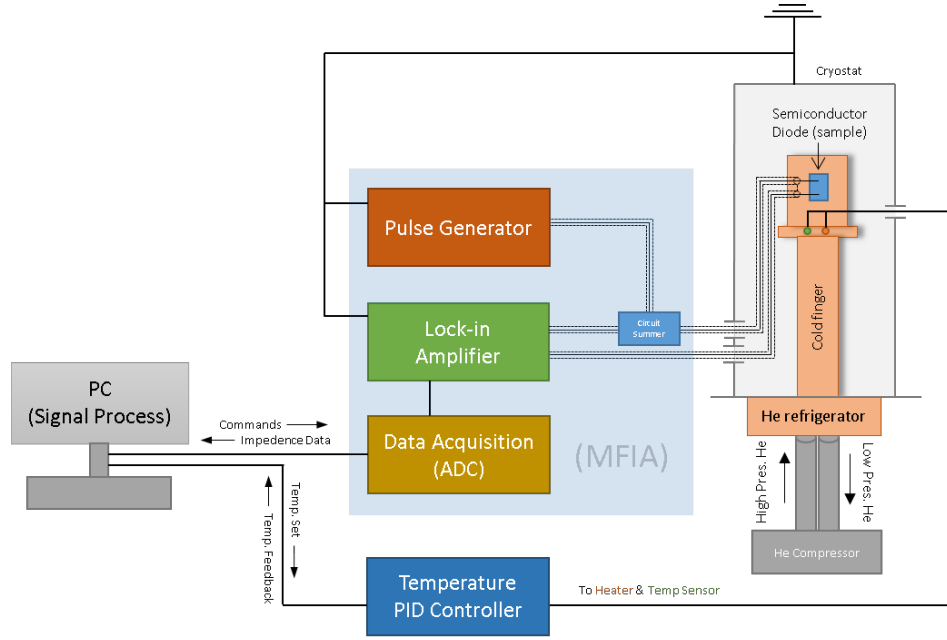 Cryostat
Semiconductor
Diode (sample)
Pulse Generator
Circuit
Summer
Lock-in
Amplifier
Coldfinger
PC
(Signal Process)
He refrigerator
Commands
Impedence Data
Data Acquisition
(ADC)
(MFIA)
High Pres. He
Low Pres. He
Temp. Set
Temp. Feedback
He Compressor
Temperature
PID Controller
To Heater & Temp Sensor